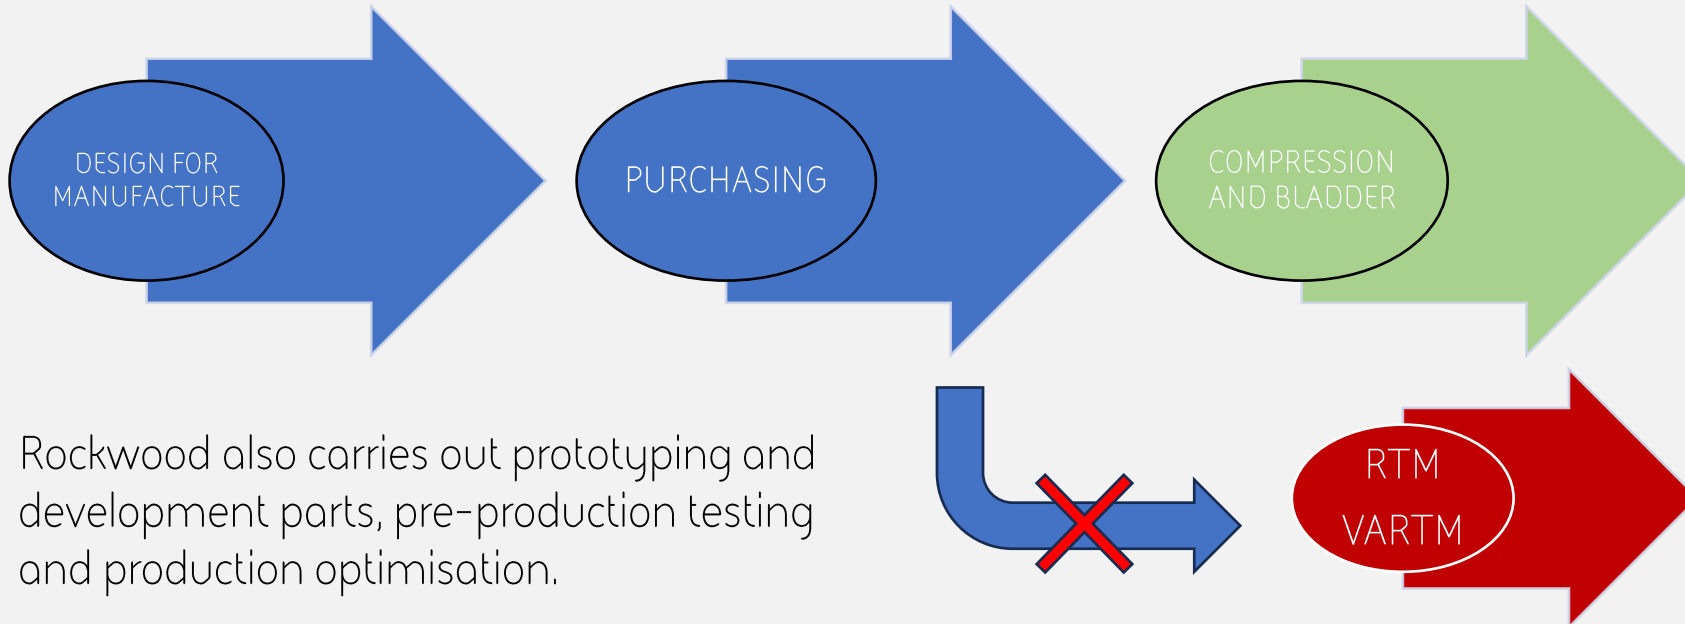 DESIGN FOR
MANUFACTURE
PURCHASING
COMPRESSION
AND BLADDER
Rockwood also carries out prototyping and
development parts, pre-production testing
and production optimisation.
RTM
VARTM